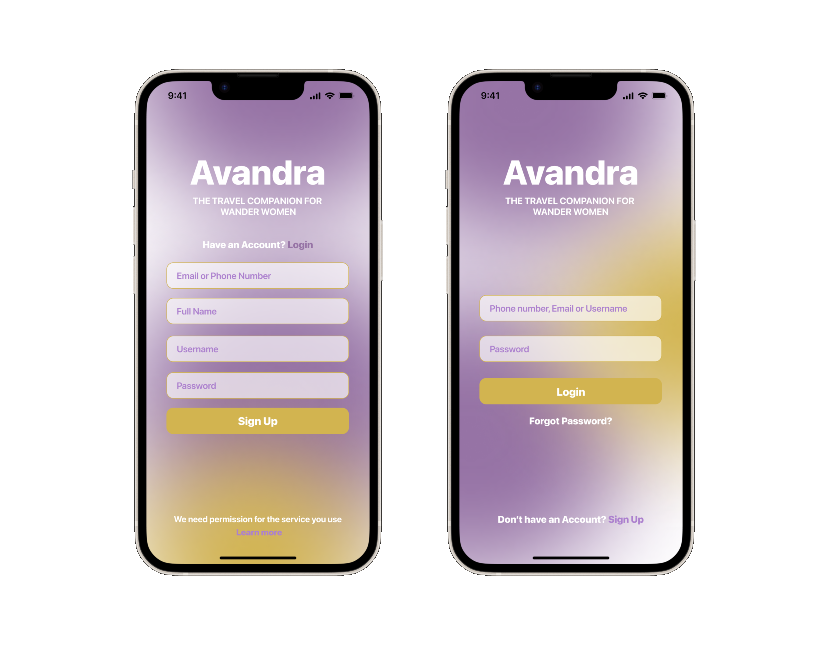 9:41
Avandra
THE TRAVEL COMPANION FOR
WANDER WOMEN
Have an Account? Login
Email or Phone Number
Full Name
Username
Password
Sign Up
We need permission for the service you use
Learn more
9:41
Avandra
THE TRAVEL COMPANION FOR
WANDER WOMEN
Phone number, Email or Username
Password
Login
Forgot Password?
Don't have an Account? Sign Up